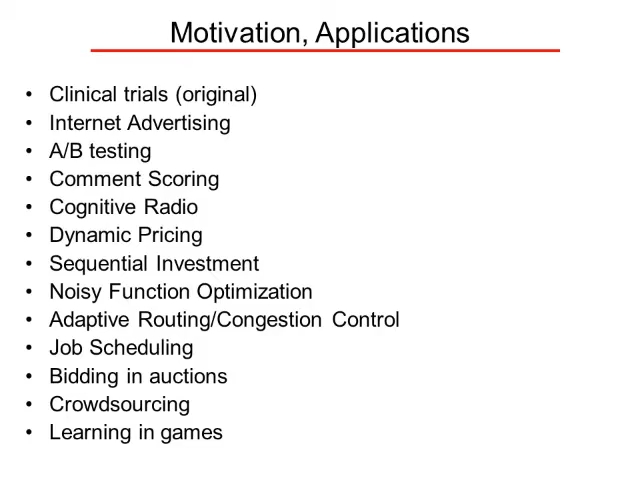 Motivation, Applications
• Clinical trials (original)
• Internet Advertising
• A/B testing
• Comment Scoring
• Cognitive Radio
• Dynamic Pricing
• Sequential Investment
• Noisy Function Optimization
• Adaptive Routing/Congestion Control
• Job Scheduling
• Bidding in auctions
• Crowdsourcing
• Learning in games